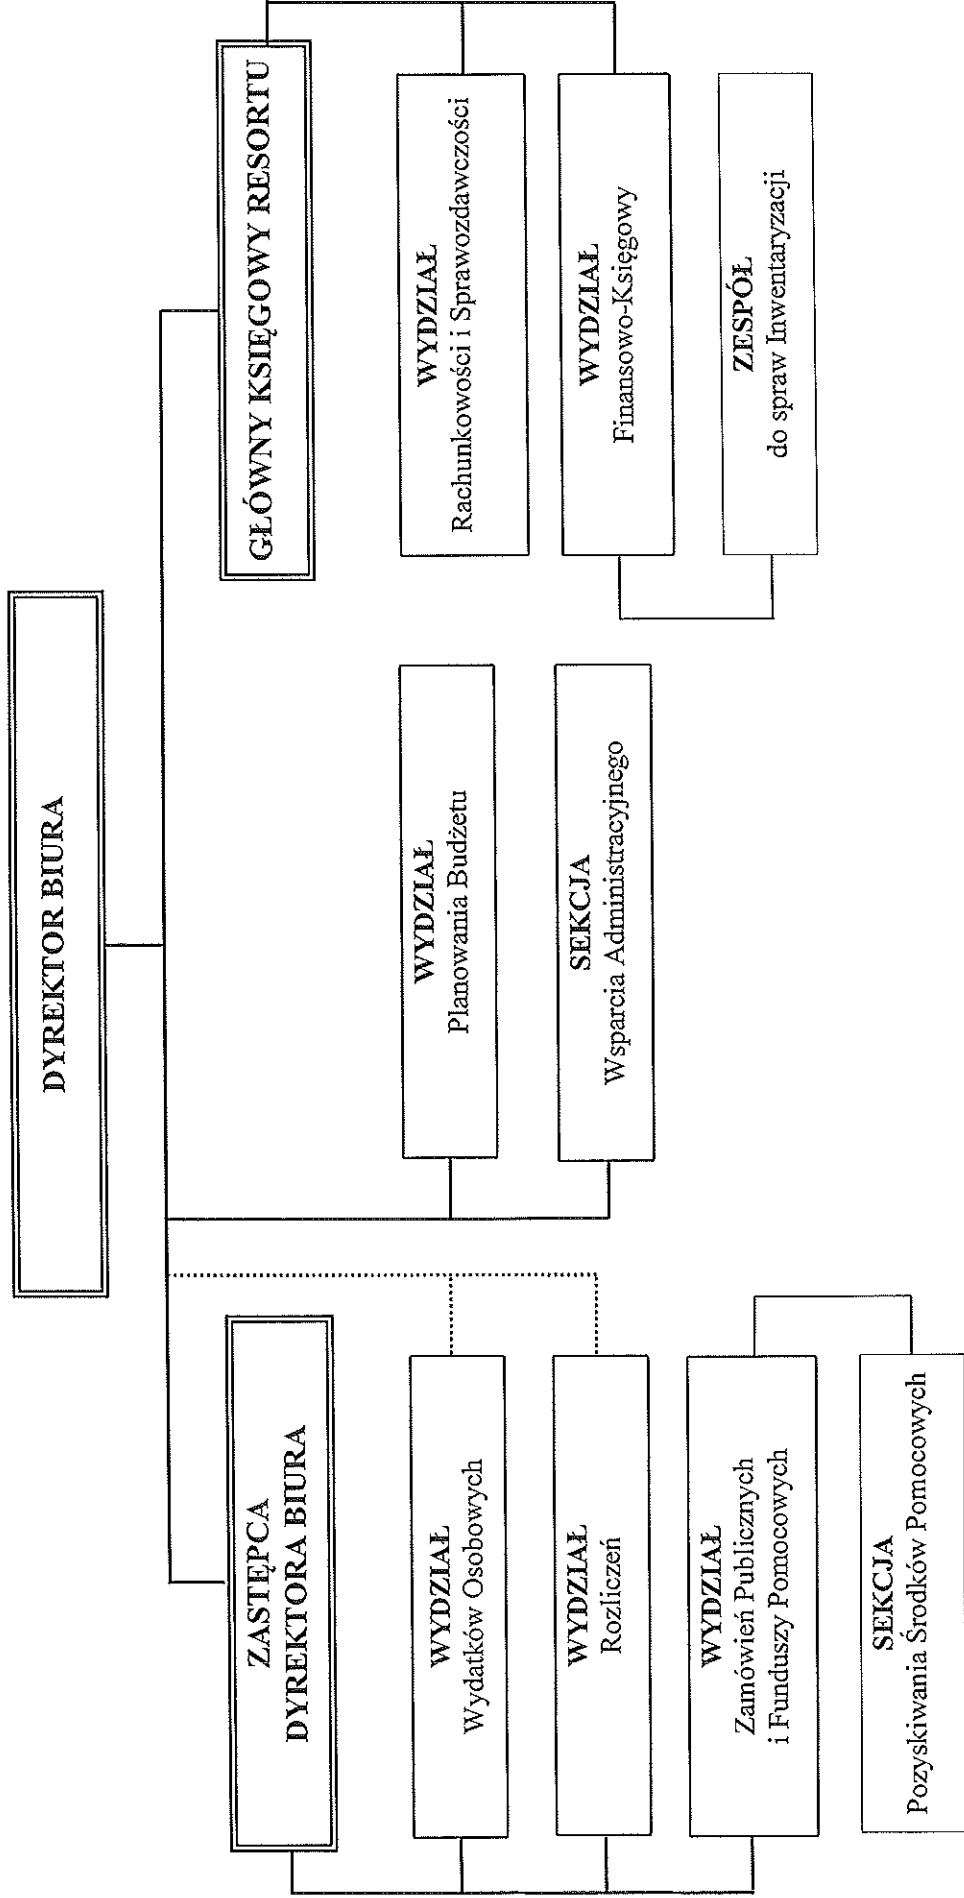 DYREKTOR BIURA
ZASTĘPCA
DYREKTORA BIURA
WYDZIAŁ
Wydatków Osobowych
WYDZIAŁ
Rozliczeń
WYDZIAŁ
Zamówień Publicznych
i Funduszy Pomocowych
SEKCJA
Pozyskiwania Środków Pomocowych
WYDZIAŁ
Planowania Budżetu
SEKCJA
Wsparcia Administracyjnego
GŁÓWNY KSIĘGOWY RESORTU
WYDZIAŁ
Rachunkowości i Sprawozdawczości
WYDZIAŁ
Finansowo-Księgowy
ZESPÓŁ
do spraw Inwentaryzacji